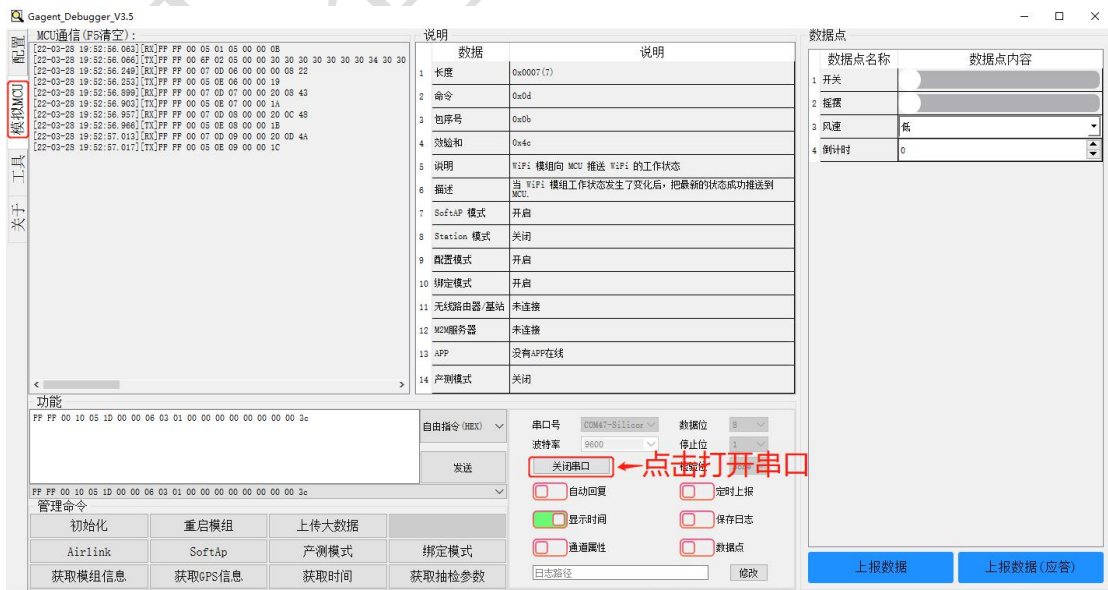 Gagent_Debugger_V3.5
配置
模拟MCU
工具
关于
MCU通信(F5清空):
[22-03-28 19:52:56.063][RX]FF FF 00 05 01 05 00 00 0B
[22-03-28 19:52:56.066][TX]FF FF 00 6F 02 05 00 00 30 30 30 30 30 30 30 34 30 30
[22-03-28 19:52:56.249][RX]FF FF 00 07 0D 06 00 00 00 08 22
[22-03-28 19:52:56.253][TX]FF FF 00 05 0E 06 00 00 19
[22-03-28 19:52:56.899][RX]FF FF 00 07 0D 07 00 00 20 08 43
[22-03-28 19:52:56.903][TX]FF FF 00 05 0E 07 00 00 1A
[22-03-28 19:52:56.957][RX]FF FF 00 07 0D 08 00 00 20 0C 48
[22-03-28 19:52:56.966][TX]FF FF 00 05 0E 08 00 00 1B
[22-03-28 19:52:57.013][RX]FF FF 00 07 0D 09 00 00 20 0D 4A
[22-03-28 19:52:57.017][TX]FF FF 00 05 0E 09 00 00 1C
说明
数据 说明
1 长度 0x0007(7)
2 命令 0x0d
3 包序号 0x0b
4 效验和 0x4c
5 说明 WiFi 模组向 MCU 推送 WiFi 的工作状态
6 描述 当 WiFi 模组工作状态发生了变化后，把最新的状态成功推送到
MCU.
7 SoftAP 模式 开启
8 Station 模式 关闭
9 配置模式 开启
10 绑定模式 开启
11 无线路由器/基站 未连接
12 M2M服务器 未连接
13 APP 没有APP在线
14 产测模式 关闭
数据点
数据点名称 数据点内容
1 开关
2 摇摆
3 风速 低
4 倒计时 0
功能
FF FF 00 10 05 1D 00 00 06 03 01 00 00 00 00 00 00 00 00 3c
自由指令(HEX)
发送
FF FF 00 10 05 1D 00 00 06 03 01 00 00 00 00 00 00 00 00 3c
管理命令
初始化 重启模组 上传大数据
Airlink SoftAp 产测模式 绑定模式
获取模组信息 获取GPS信息 获取时间 获取抽检参数
串口号 COM47-Silicor 数据位 8
波特率 9600 停止位 1
关闭串口 点击打开串口
自动回复 定时上报
显示时间 保存日志
通道属性 数据点
日志路径 修改
上报数据 上报数据(应答)